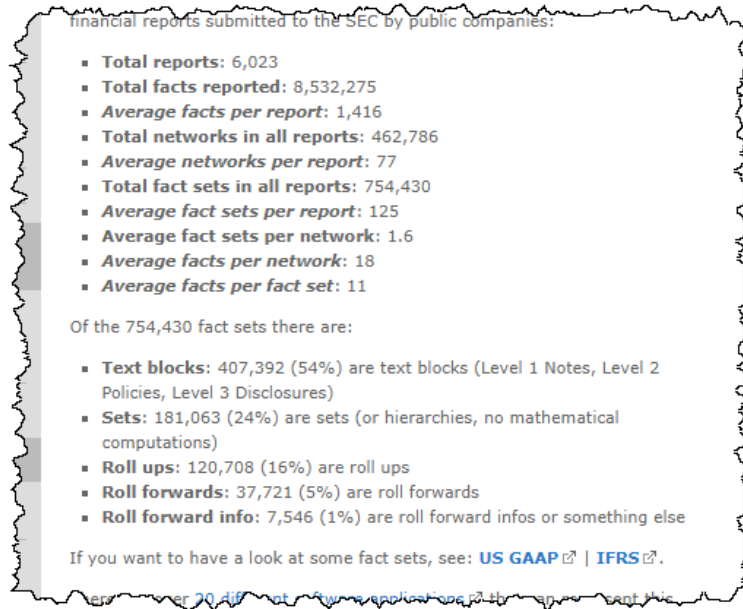 financial reports submitted to the SEC by public companies:
▪ Total reports: 6,023
▪ Total facts reported: 8,532,275
▪ Average facts per report: 1,416
▪ Total networks in all reports: 462,786
▪ Average networks per report: 77
▪ Total fact sets in all reports: 754,430
▪ Average fact sets per report: 125
▪ Average fact sets per network: 1.6
▪ Average facts per network: 18
▪ Average facts per fact set: 11
Of the 754,430 fact sets there are:
▪ Text blocks: 407,392 (54%) are text blocks (Level 1 Notes, Level 2
Policies, Level 3 Disclosures)
▪ Sets: 181,063 (24%) are sets (or hierarchies, no mathematical
computations)
▪ Roll ups: 120,708 (16%) are roll ups
▪ Roll forwards: 37,721 (5%) are roll forwards
▪ Roll forward info: 7,546 (1%) are roll forward infos or something else
If you want to have a look at some fact sets, see: US GAAP | IFRS.
over 20 different software applications